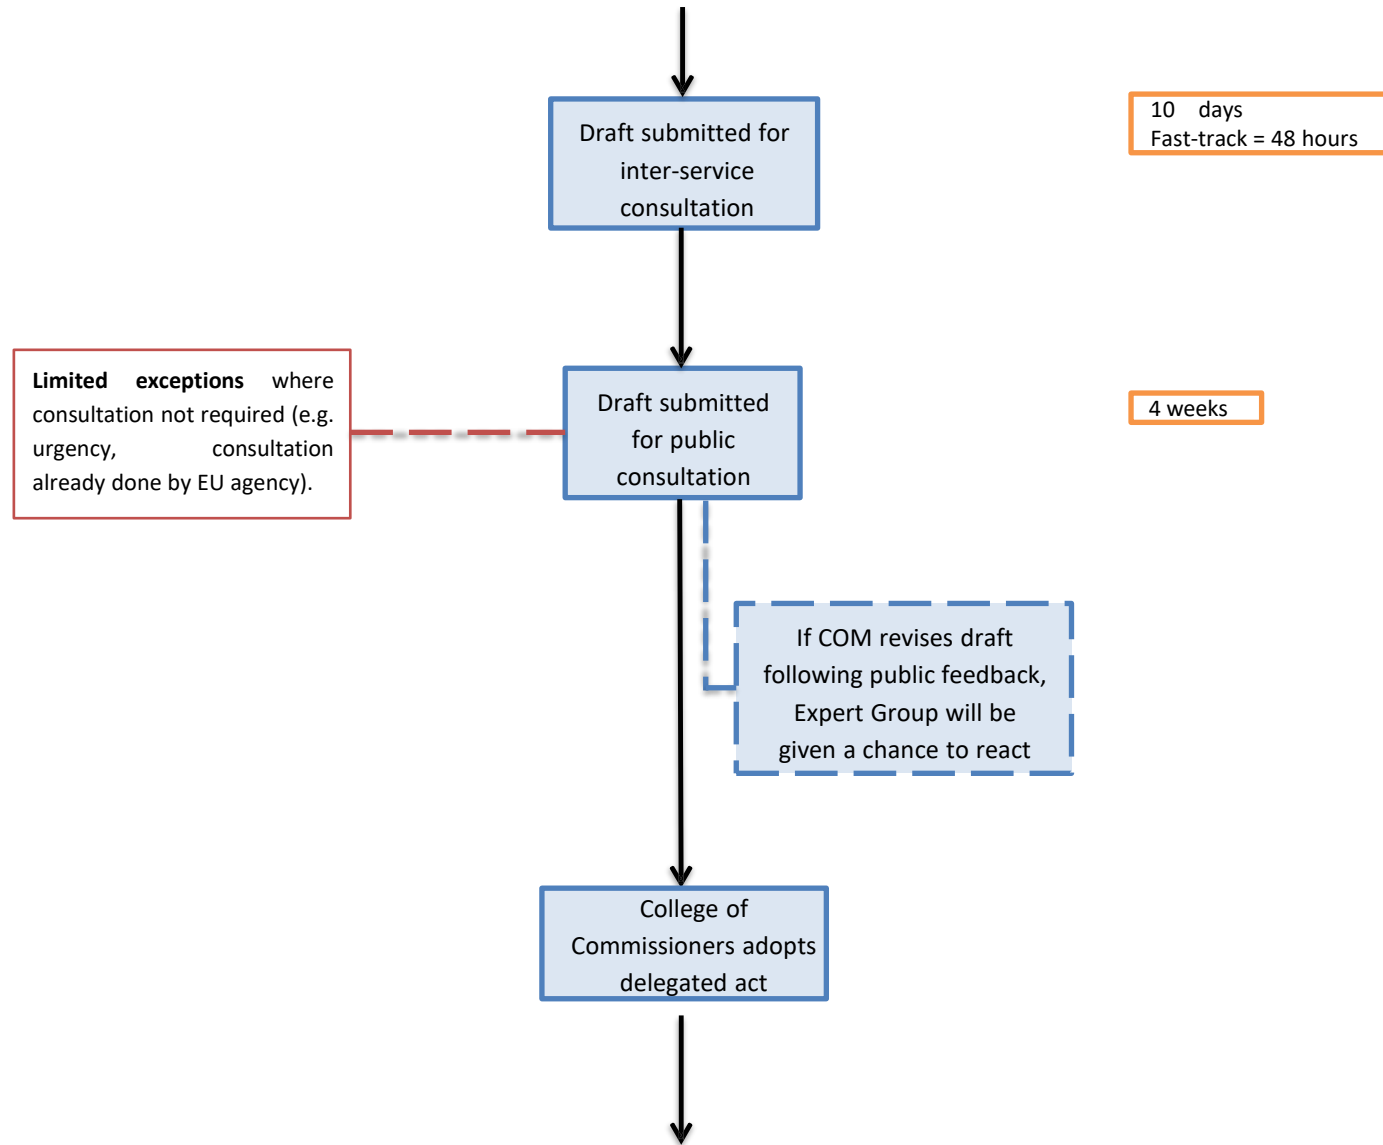 Draft submitted for
inter-service
consultation
10 days
Fast-track = 48 hours
Limited exceptions where
consultation not required (e.g.
urgency, consultation
already done by EU agency).
Draft submitted
for public
consultation
4 weeks
If COM revises draft
following public feedback,
Expert Group will be
given a chance to react
College of
Commissioners adopts
delegated act